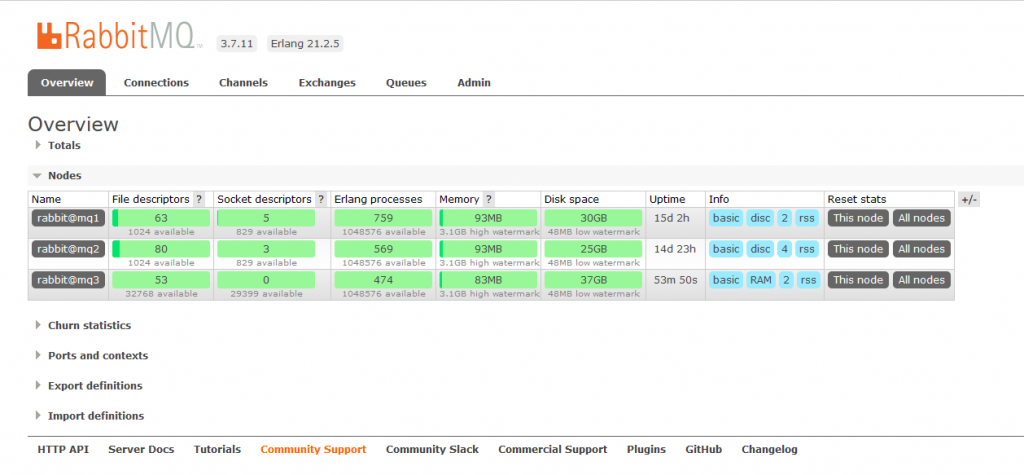 RabbitMQ TM 3.7.11 Erlang 21.2.5
Overview Connections Channels Exchanges Queues Admin
Overview
Totals
Nodes
Name File descriptors ? Socket descriptors ? Erlang processes Memory ? Disk space Uptime Info Reset stats +/-
rabbit@mq1 63 5 759 93MB 30GB 15d 2h basic disc 2 rss This node All nodes
1024 available 829 available 1048576 available 3.1GB high watermark 48MB low watermark
rabbit@mq2 80 3 569 93MB 25GB 14d 23h basic disc 4 rss This node All nodes
1024 available 829 available 1048576 available 3.1GB high watermark 48MB low watermark
rabbit@mq3 53 0 474 83MB 37GB 53m 50s basic RAM 2 rss This node All nodes
32768 available 29399 available 1048576 available 3.1GB high watermark 48MB low watermark
Churn statistics
Ports and contexts
Export definitions
Import definitions
HTTP API Server Docs Tutorials Community Support Community Slack Commercial Support Plugins GitHub Changelog